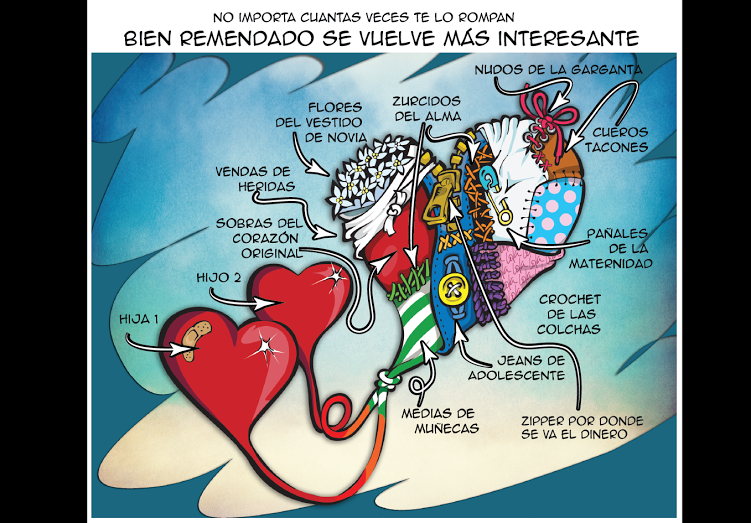 NO IMPORTA CUANTAS VECES TE LO ROMPAN
BIEN REMENDADO SE VUELVE MÁS INTERESANTE
NUDOS DE LA GARGANTA
ZURCIDOS
DEL ALMA
FLORES
DEL VESTIDO
DE NOVIA
CUEROS
TACONES
VENDAS DE
HERIDAS
SOBRAS DEL
CORAZÓN
ORIGINAL
PAÑALES
DE LA
MATERNIDAD
HIJO 2
HIJA 1
CROCHET
DE LAS
COLCHAS
JEANS DE
ADOLESCENTE
MEDIAS DE
MUÑECAS
ZIPPER POR DONDE
SE VA EL DINERO